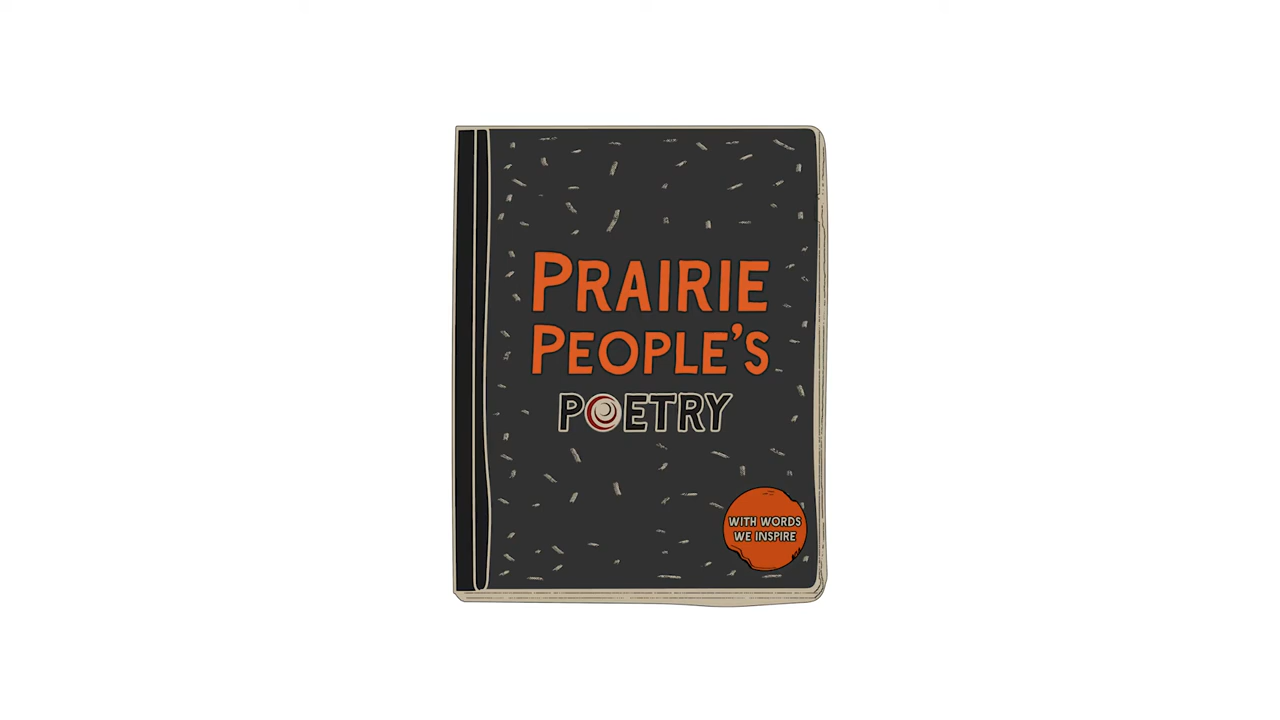 PRAIRIE
PEOPLE'S
POETRY
WITH WORDS
WE INSPIRE